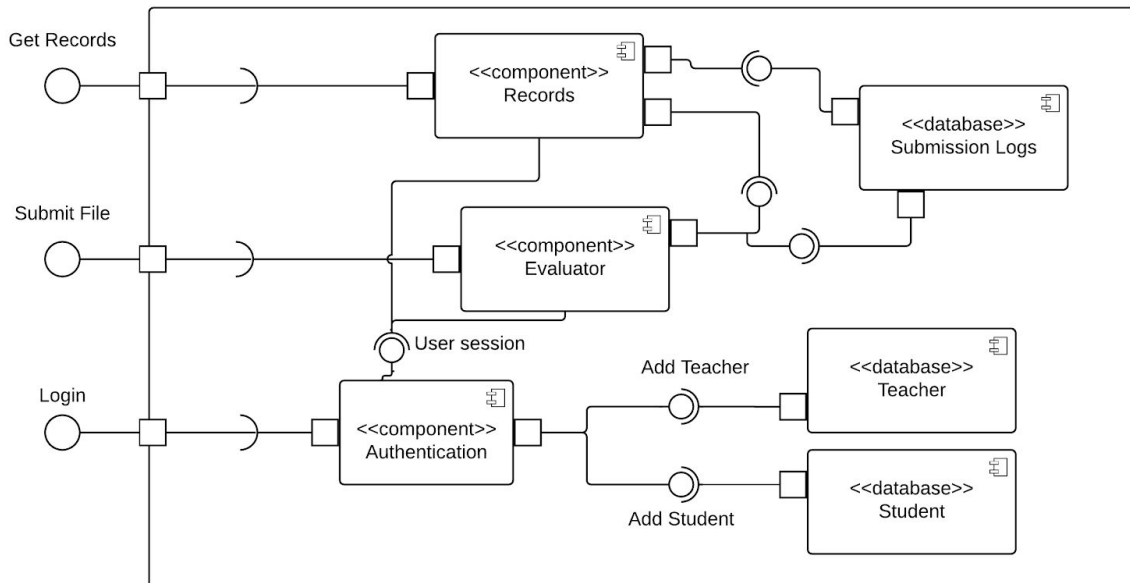 Get Records
<<component>>
Records
<<database>>
Submission Logs
Submit File
<<component>>
Evaluator
User session
Login
<<component>>
Authentication
Add Teacher
<<database>>
Teacher
Add Student
<<database>>
Student